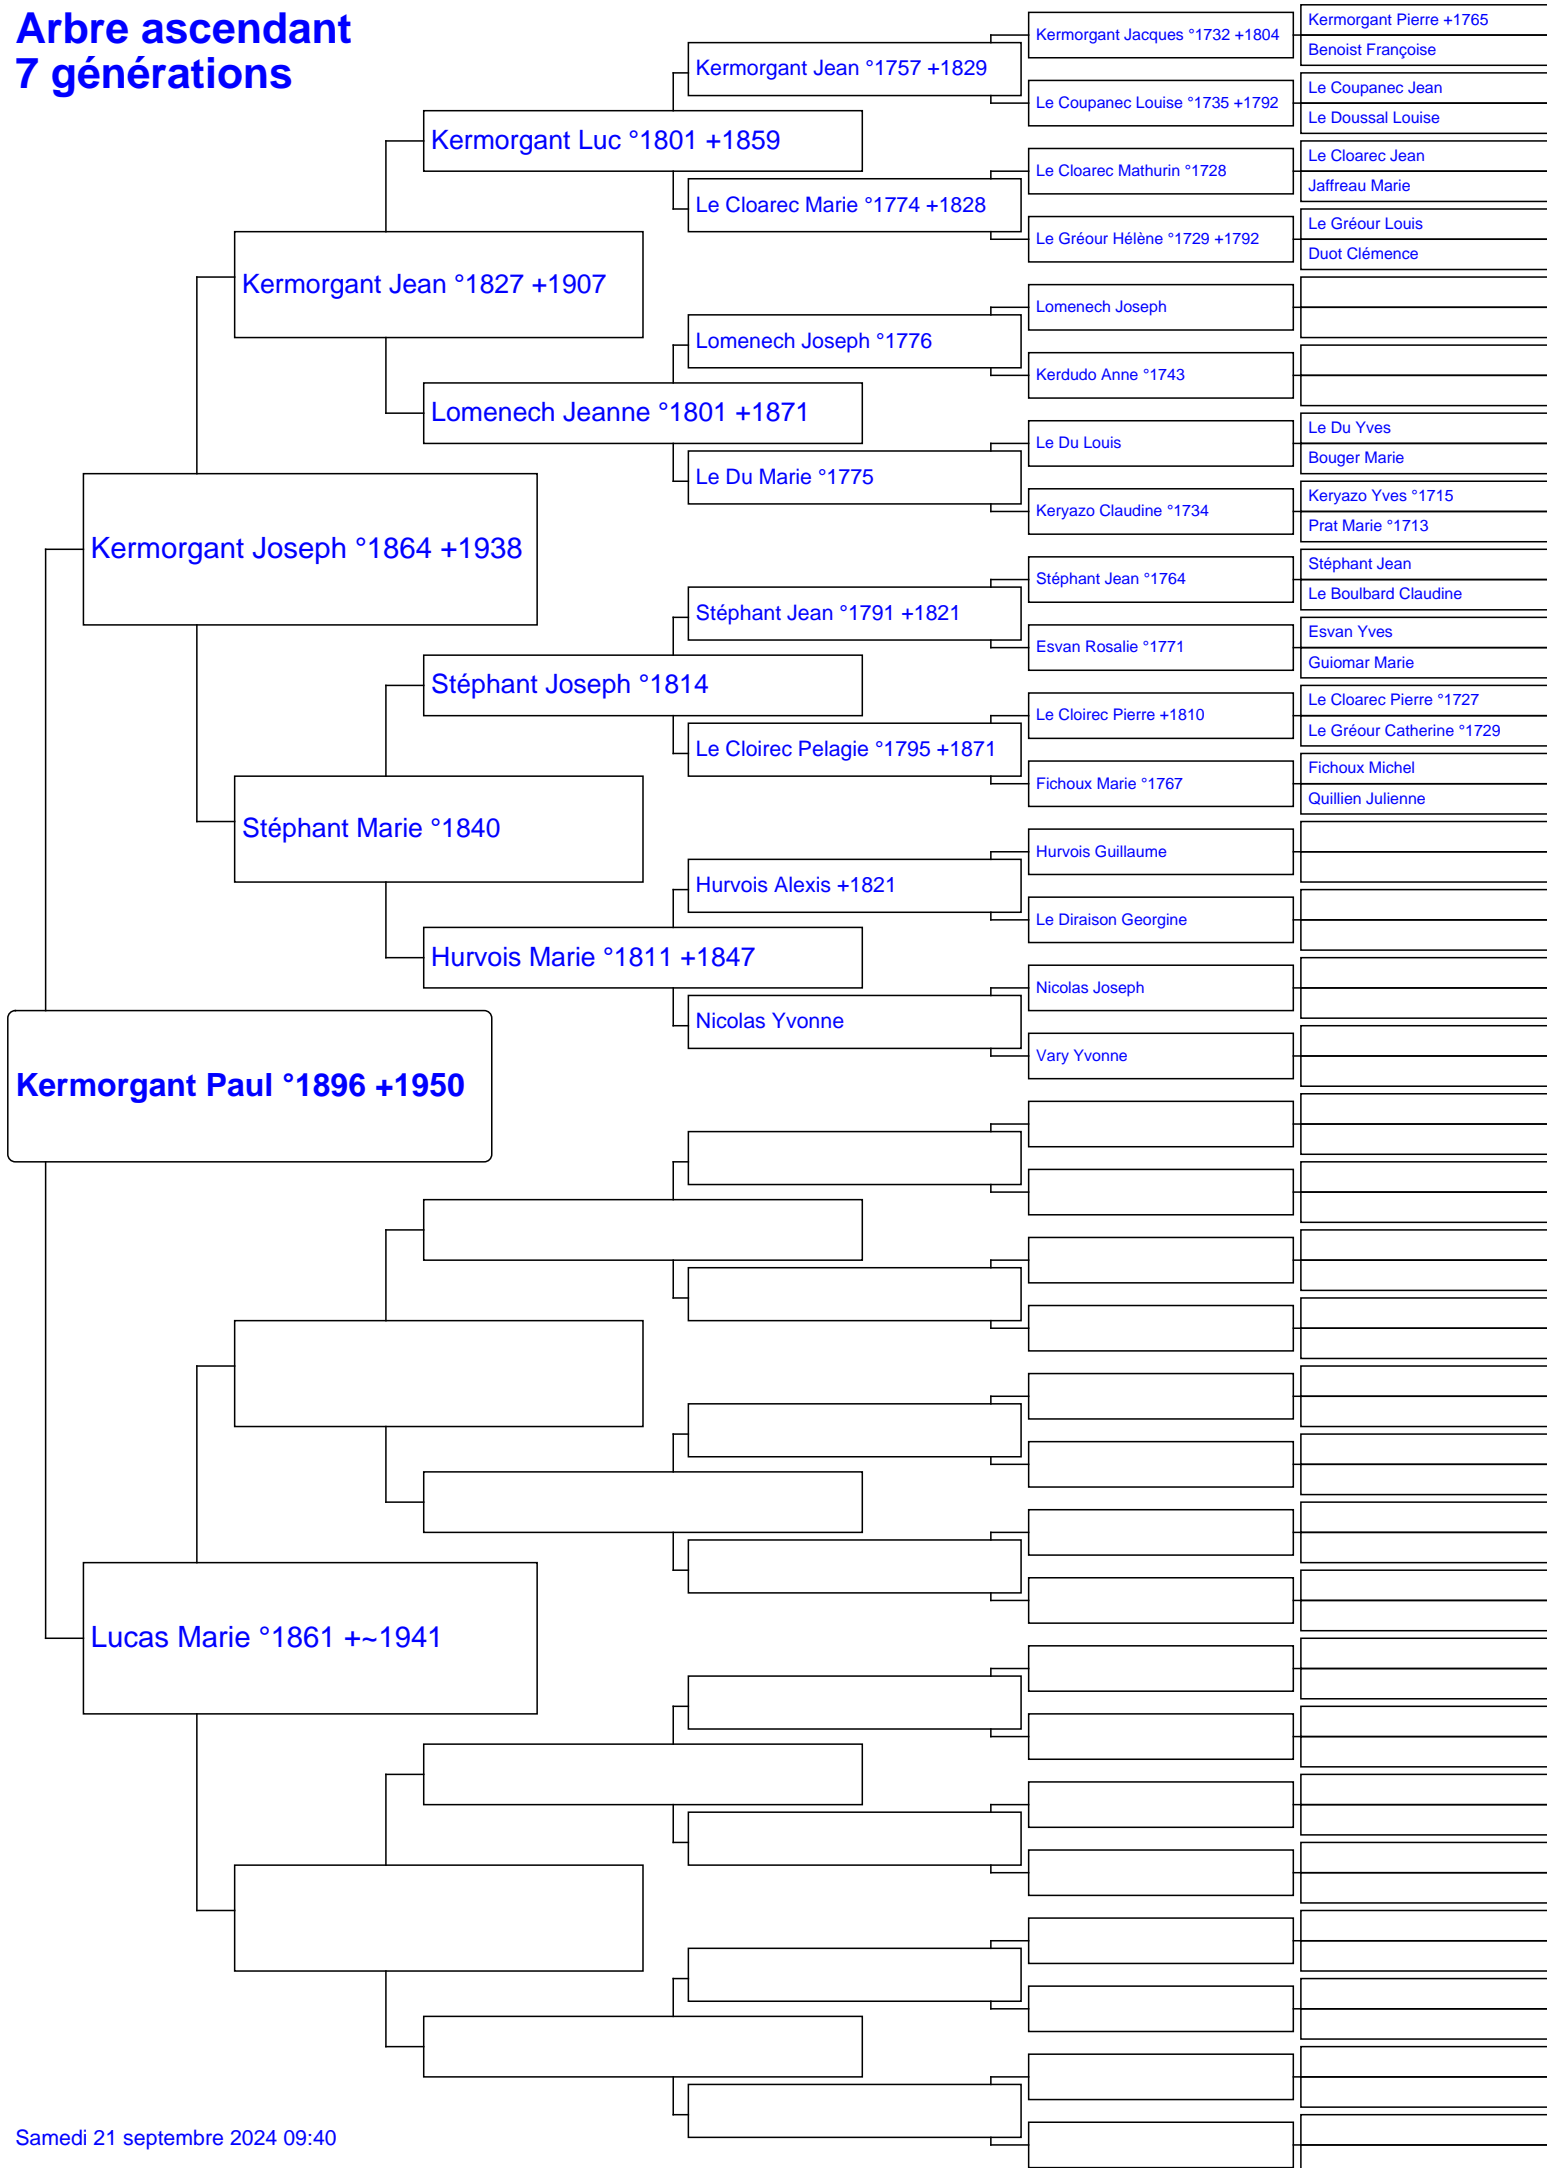 Arbre ascendant
7 générations
Kermorgant Paul °1896 +1950
Kermorgant Joseph °1864 +1938
Lucas Marie °1861 +~1941
Kermorgant Jean °1827 +1907
Stéphant Marie °1840
Kermorgant Luc °1801 +1859
Lomenech Jeanne °1801 +1871
Stéphant Joseph °1814
Hurvois Marie °1811 +1847
Kermorgant Jean °1757 +1829
Le Cloarec Marie °1774 +1828
Lomenech Joseph °1776
Le Du Marie °1775
Stéphant Jean °1791 +1821
Le Cloirec Pelagie °1795 +1871
Hurvois Alexis +1821
Nicolas Yvonne
Kermorgant Jacques °1732 +1804
Le Coupanec Louise °1735 +1792
Le Cloarec Mathurin °1728
Le Gréour Hélène °1729 +1792
Lomenech Joseph
Kerdudo Anne °1743
Le Du Louis
Keryazo Claudine °1734
Stéphant Jean °1764
Esvan Rosalie °1771
Le Cloirec Pierre +1810
Fichoux Marie °1767
Hurvois Guillaume
Le Diraison Georgine
Nicolas Joseph
Vary Yvonne
Kermorgant Pierre +1765
Benoist Françoise
Le Coupanec Jean
Le Doussal Louise
Le Cloarec Jean
Jaffreau Marie
Le Gréour Louis
Duot Clémence
Le Du Yves
Bouger Marie
Keryazo Yves °1715
Prat Marie °1713
Stéphant Jean
Le Boulbard Claudine
Esvan Yves
Guiomar Marie
Le Cloarec Pierre °1727
Le Gréour Catherine °1729
Fichoux Michel
Quillien Julienne
Samedi 21 septembre 2024 09:40